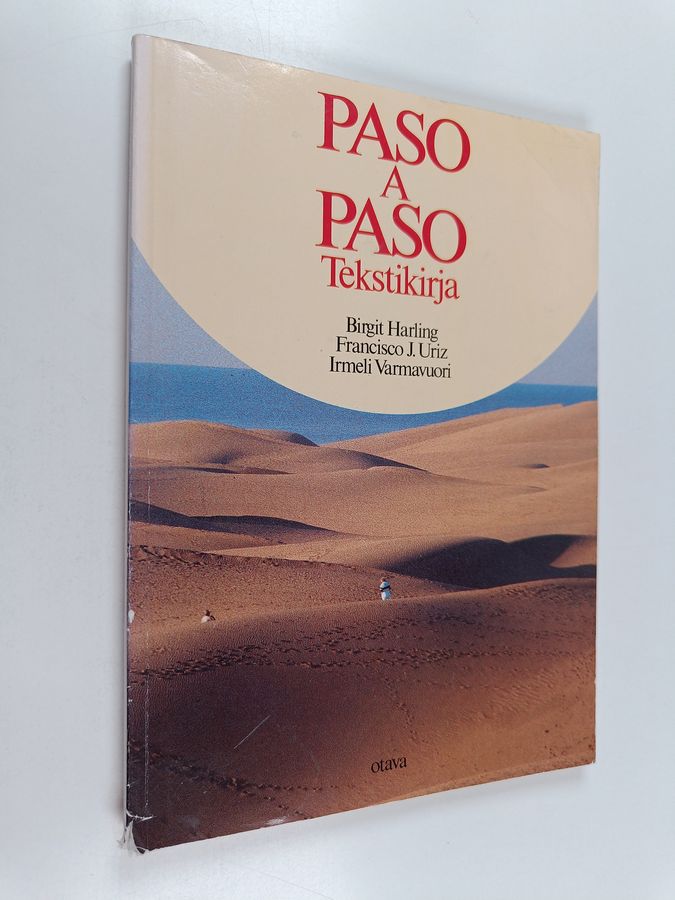 PASO
A
PASO
Tekstikirja
Birgit Harling
Francisco J. Uriz
Irmeli Varmavuori
otava